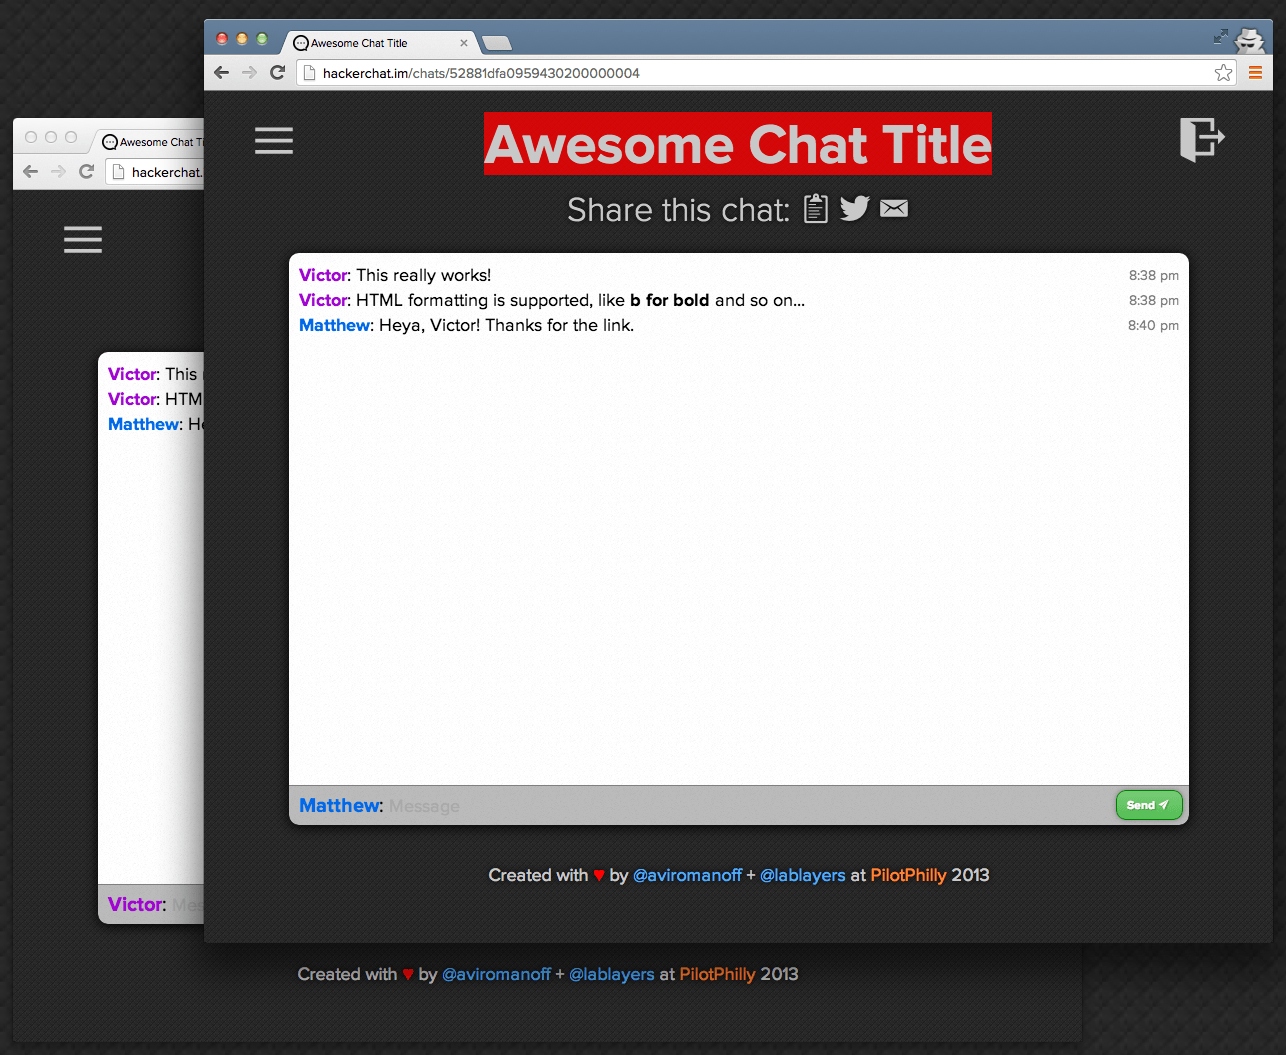 Awesome Chat Title
hackerchat.im/chats/52881dfa0959430200000004
Awesome Chat Title
Share this chat:
Victor: This really works! 8:38 pm
Victor: HTML formatting is supported, like b for bold and so on... 8:38 pm
Matthew: Heya, Victor! Thanks for the link. 8:40 pm
Matthew: Message Send
Created with ♥ by @aviromanoff + @lablayers at PilotPhilly 2013
Awesome Chat Ti
hackerchat.
Victor: This
Victor: HTM
Matthew: He
Victor: Mes
Created with ♥ by @aviromanoff + @lablayers at PilotPhilly 2013